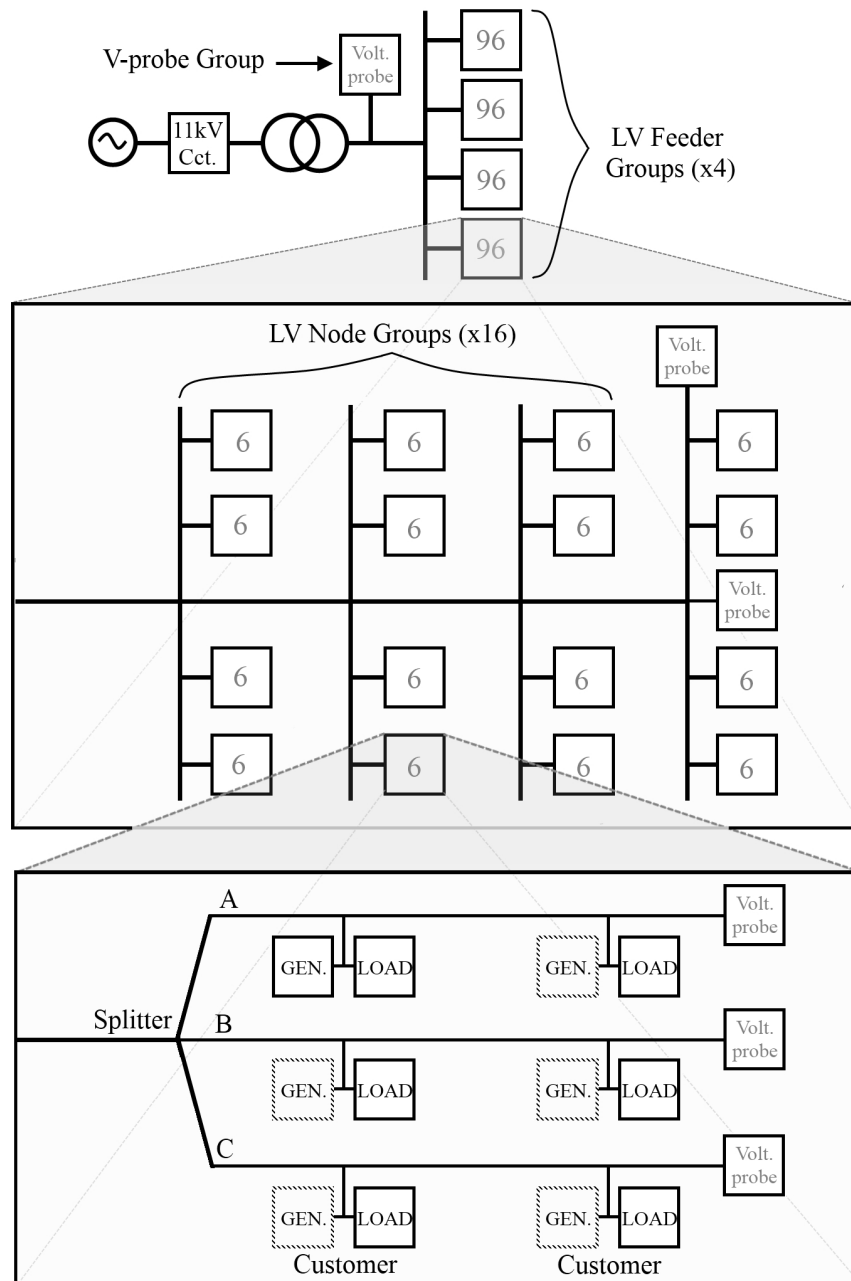 V-probe Group
Volt.
probe
96
96
96
96
11kV
Cct.
LV Feeder
Groups (x4)
LV Node Groups (x16)
Volt.
probe
6
6
6
6
6
6
6
6
Volt.
probe
6
6
6
6
6
6
6
6
A
Volt.
probe
GEN.
LOAD
GEN.
LOAD
Splitter
B
Volt.
probe
GEN.
LOAD
GEN.
LOAD
C
Volt.
probe
GEN.
LOAD
GEN.
LOAD
Customer
Customer